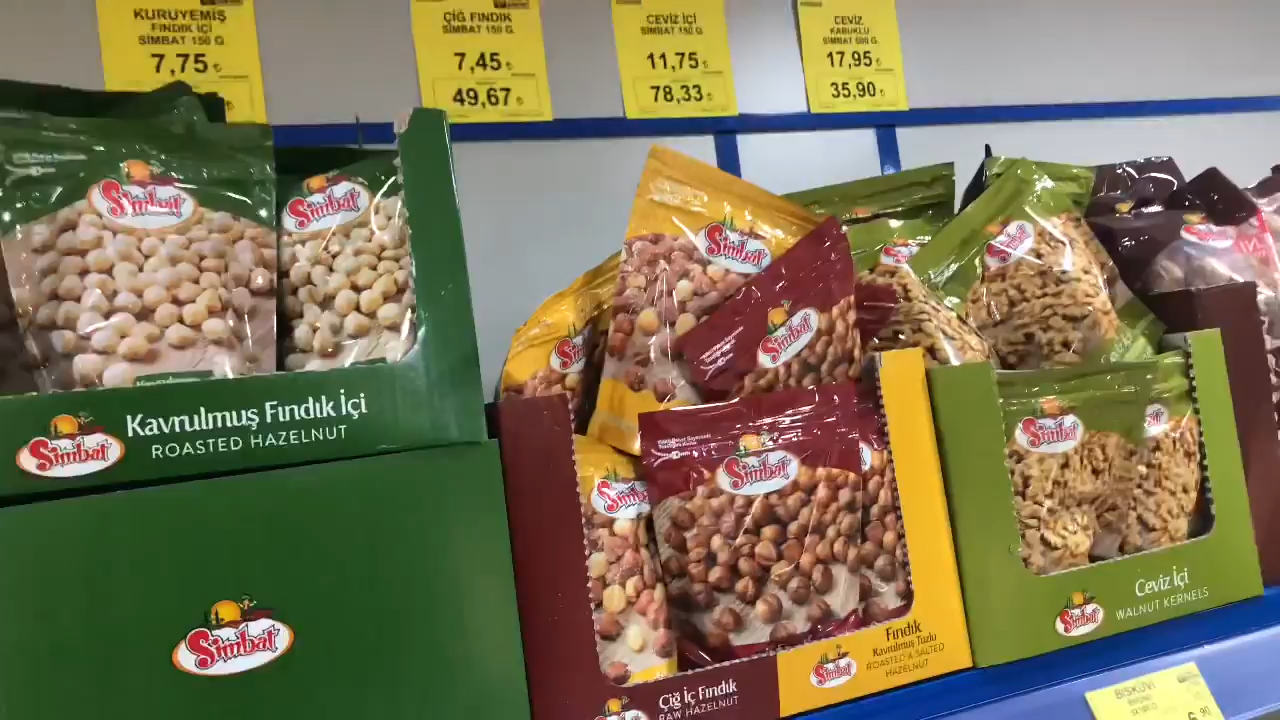 KURUYEMİŞ
FINDIK İÇİ
SİMBAT 150 G.
7,75 ₺
ÇİĞ FINDIK
SİMBAT 150 G.
7,45 ₺
49,67 ₺
CEVİZ İÇİ
SİMBAT 150 G.
11,75 ₺
78,33 ₺
CEVİZ
KABUKLU
SİMBAT 500 G.
17,95 ₺
35,90 ₺
Simbat
Simbat
Simbat
Kavrulmuş Fındık İçi
ROASTED HAZELNUT
Simbat
Simbat
Simbat
Simbat
Simbat
Simbat
Çiğ İç Fındık
RAW HAZELNUT
Simbat
Fındık
Kavrulmuş Tuzlu
ROASTED & SALTED
HAZELNUT
Simbat
Simbat
Simbat
Ceviz İçi
WALNUT KERNELS
BİSKÜVİ